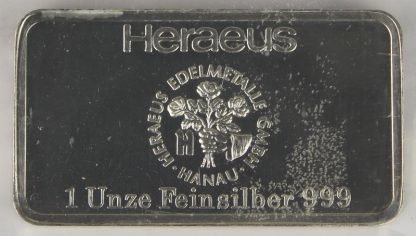 Heraeus
HERAEUS EDELMETALLE GMBH
· HANAU ·
1 Unze Feinsilber 999